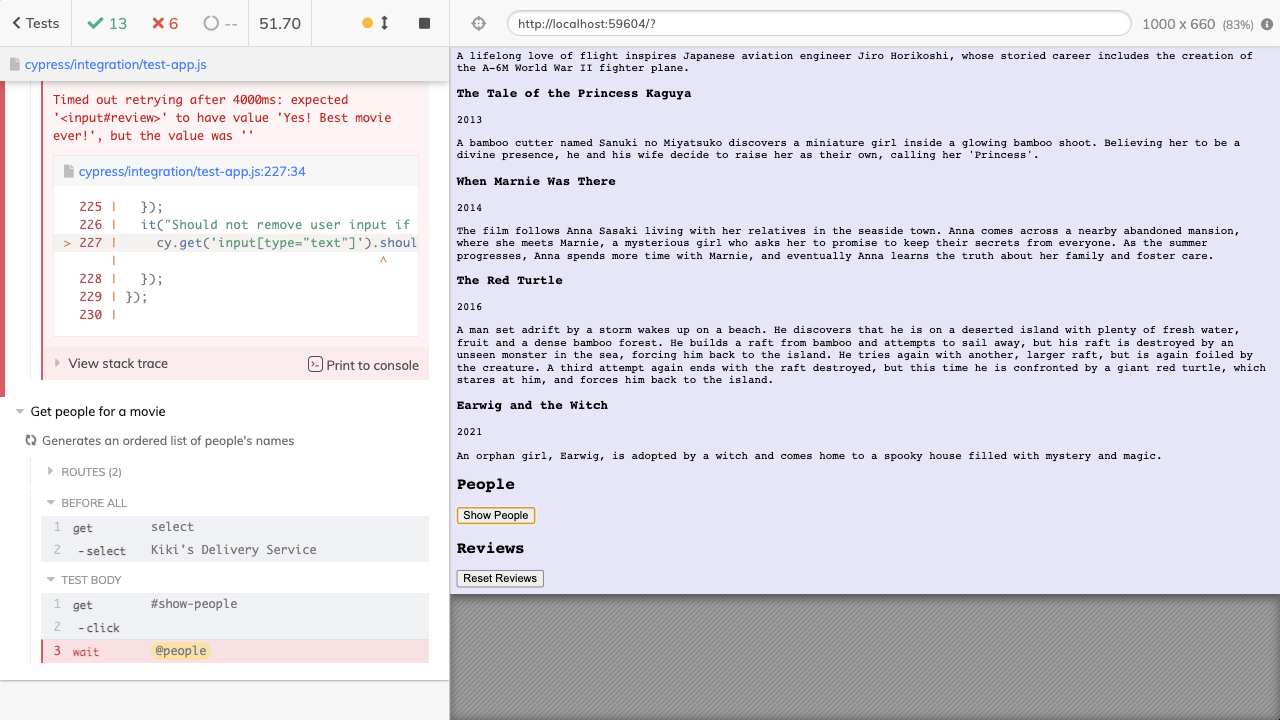 Tests
13
6
--
51.70
http://localhost:59604/?
1000 x 660 (83%)
cypress/integration/test-app.js
Timed out retrying after 4000ms: expected
'<input#review>' to have value 'Yes! Best movie
ever!', but the value was ''
cypress/integration/test-app.js:227:34
225 |   });
226 |   it("Should not remove user input if
> 227 |     cy.get('input[type="text"]').shoul
|                                  ^
228 |   });
229 | });
230 |
View stack trace
Print to console
Get people for a movie
Generates an ordered list of people's names
ROUTES (2)
BEFORE ALL
1 get select
2 -select Kiki's Delivery Service
TEST BODY
1 get #show-people
2 -click
3 wait @people
A lifelong love of flight inspires Japanese aviation engineer Jiro Horikoshi, whose storied career includes the creation of
the A-6M World War II fighter plane.
The Tale of the Princess Kaguya
2013
A bamboo cutter named Sanuki no Miyatsuko discovers a miniature girl inside a glowing bamboo shoot. Believing her to be a
divine presence, he and his wife decide to raise her as their own, calling her 'Princess'.
When Marnie Was There
2014
The film follows Anna Sasaki living with her relatives in the seaside town. Anna comes across a nearby abandoned mansion,
where she meets Marnie, a mysterious girl who asks her to promise to keep their secrets from everyone. As the summer
progresses, Anna spends more time with Marnie, and eventually Anna learns the truth about her family and foster care.
The Red Turtle
2016
A man set adrift by a storm wakes up on a beach. He discovers that he is on a deserted island with plenty of fresh water,
fruit and a dense bamboo forest. He builds a raft from bamboo and attempts to sail away, but his raft is destroyed by an
unseen monster in the sea, forcing him back to the island. He tries again with another, larger raft, but is again foiled by
the creature. A third attempt again ends with the raft destroyed, but this time he is confronted by a giant red turtle, which
stares at him, and forces him back to the island.
Earwig and the Witch
2021
An orphan girl, Earwig, is adopted by a witch and comes home to a spooky house filled with mystery and magic.
People
Show People
Reviews
Reset Reviews